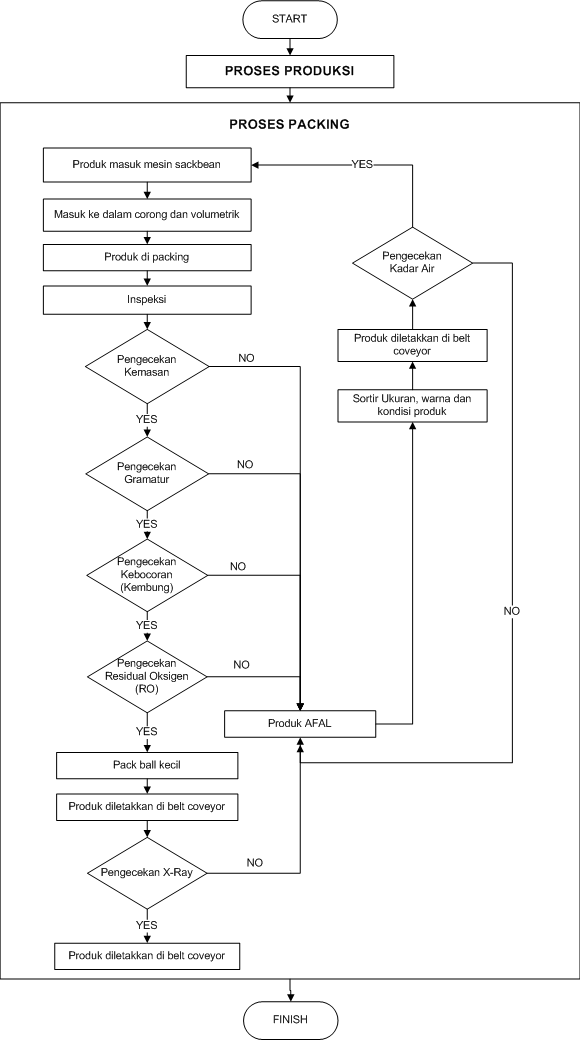 START
PROSES PRODUKSI
PROSES PACKING
Produk masuk mesin sackbean
YES
Masuk ke dalam corong dan volumetrik
Produk di packing
Pengecekan
Kadar Air
Inspeksi
Produk diletakkan di belt
coveyor
Pengecekan
Kemasan
NO
Sortir Ukuran, warna dan
kondisi produk
YES
Pengecekan
Gramatur
NO
YES
Pengecekan
Kebocoran
(Kembung)
NO
NO
YES
Pengecekan
Residual Oksigen
(RO)
NO
Produk AFAL
YES
Pack ball kecil
Produk diletakkan di belt coveyor
Pengecekan X-Ray
NO
YES
Produk diletakkan di belt coveyor
FINISH